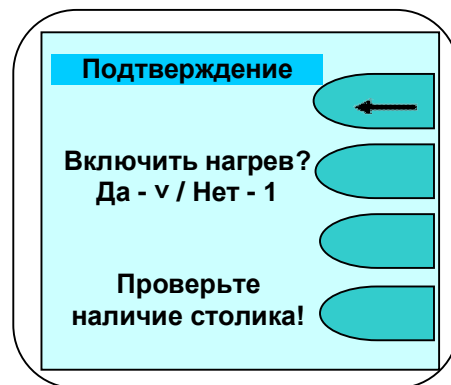 Подтверждение
Включить нагрев?
Да - v / Нет - 1
Проверьте
наличие столика!